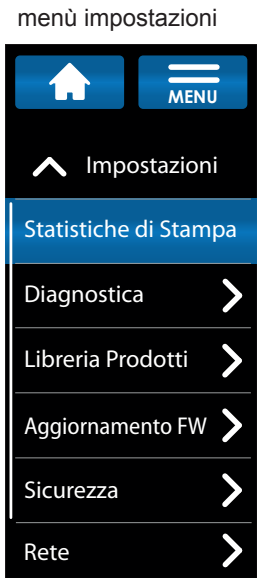 menù impostazioni
MENU
Impostazioni
Statistiche di Stampa
Diagnostica
Libreria Prodotti
Aggiornamento FW
Sicurezza
Rete